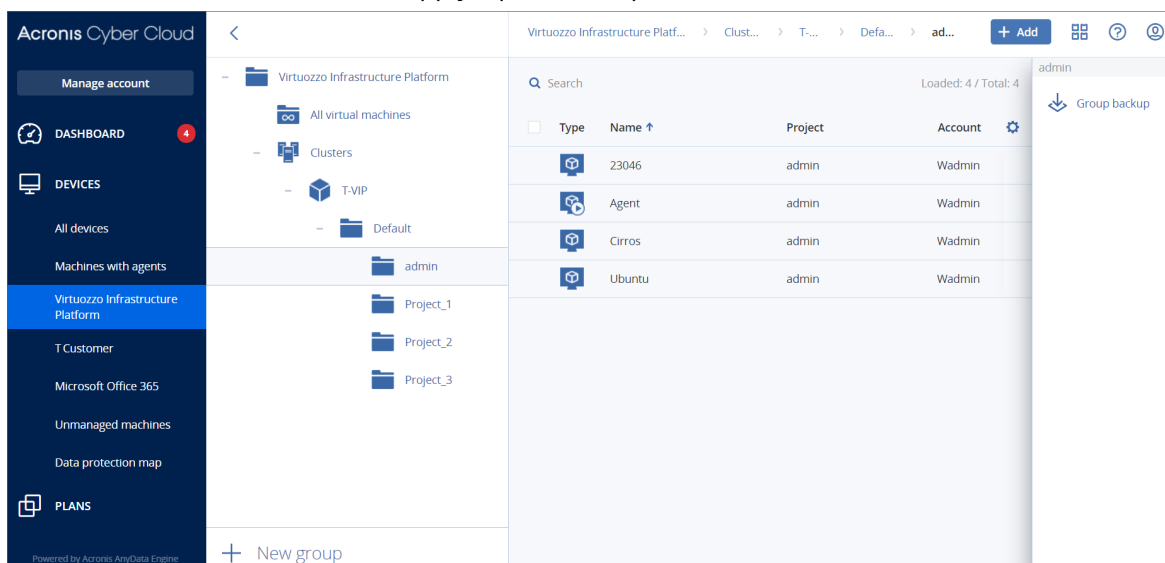 Acronis Cyber Cloud
Manage account
DASHBOARD
4
DEVICES
All devices
Machines with agents
Virtuozzo Infrastructure
Platform
T Customer
Microsoft Office 365
Unmanaged machines
Data protection map
PLANS
Powered by Acronis AnyData Engine
Virtuozzo Infrastructure Platform
All virtual machines
Clusters
T-VIP
Default
admin
Project_1
Project_2
Project_3
+ New group
Virtuozzo Infrastructure Platf... > Clust... > T-... > Defa... > ad...
+ Add
Search
Loaded: 4 / Total: 4
Type Name ↑ Project Account
23046 admin Wadmin
Agent admin Wadmin
Cirros admin Wadmin
Ubuntu admin Wadmin
admin
Group backup